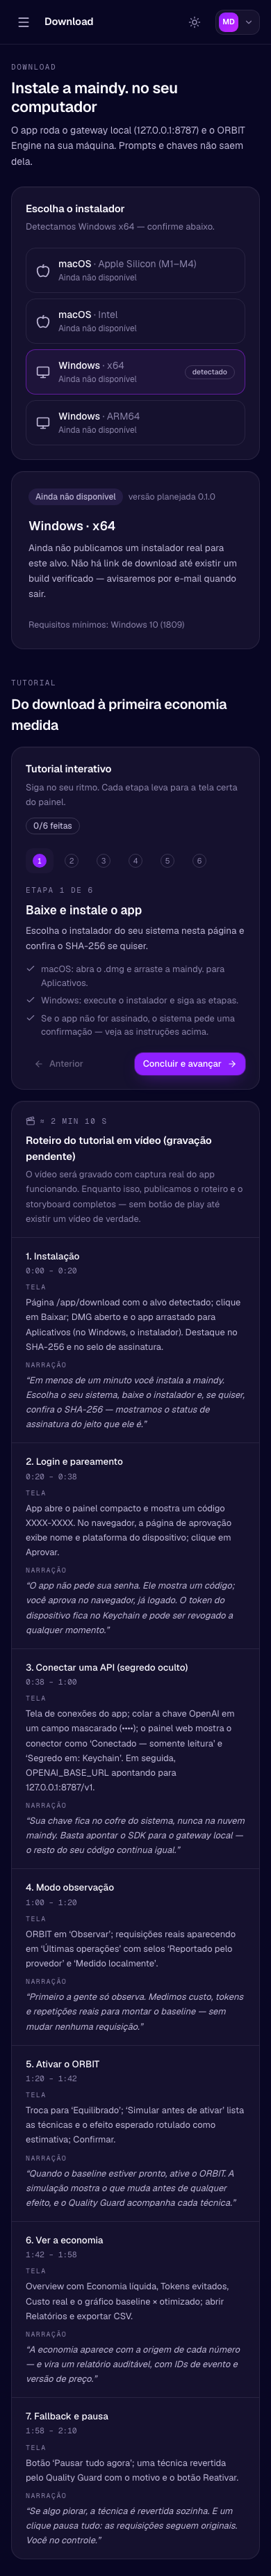 Download
MD
DOWNLOAD
Instale a maindy. no seu
computador
O app roda o gateway local (127.0.0.1:8787) e o ORBIT
Engine na sua máquina. Prompts e chaves não saem
dela.
Escolha o instalador
Detectamos Windows x64 — confirme abaixo.
macOS · Apple Silicon (M1–M4)
Ainda não disponível
macOS · Intel
Ainda não disponível
Windows · x64
Ainda não disponível
detectado
Windows · ARM64
Ainda não disponível
Ainda não disponível
versão planejada 0.1.0
Windows · x64
Ainda não publicamos um instalador real para
este alvo. Não há link de download até existir um
build verificado — avisaremos por e-mail quando
sair.
Requisitos mínimos: Windows 10 (1809)
TUTORIAL
Do download à primeira economia
medida
Tutorial interativo
Siga no seu ritmo. Cada etapa leva para a tela certa
do painel.
0/6 feitas
1 2 3 4 5 6
ETAPA 1 DE 6
Baixe e instale o app
Escolha o instalador do seu sistema nesta página e
confira o SHA-256 se quiser.
macOS: abra o .dmg e arraste a maindy. para
Aplicativos.
Windows: execute o instalador e siga as etapas.
Se o app não for assinado, o sistema pede uma
confirmação — veja as instruções acima.
Anterior
Concluir e avançar
≈ 2 MIN 10 S
Roteiro do tutorial em vídeo (gravação
pendente)
O vídeo será gravado com captura real do app
funcionando. Enquanto isso, publicamos o roteiro e o
storyboard completos — sem botão de play até
existir um vídeo de verdade.
1. Instalação
0:00 – 0:20
TELA
Página /app/download com o alvo detectado; clique
em Baixar; DMG aberto e o app arrastado para
Aplicativos (no Windows, o instalador). Destaque no
SHA-256 e no selo de assinatura.
NARRAÇÃO
“Em menos de um minuto você instala a maindy.
Escolha o seu sistema, baixe o instalador e, se quiser,
confira o SHA-256 — mostramos o status de
assinatura do jeito que ele é.”
2. Login e pareamento
0:20 – 0:38
TELA
App abre o painel compacto e mostra um código
XXXX-XXXX. No navegador, a página de aprovação
exibe nome e plataforma do dispositivo; clique em
Aprovar.
NARRAÇÃO
“O app não pede sua senha. Ele mostra um código;
você aprova no navegador, já logado. O token do
dispositivo fica no Keychain e pode ser revogado a
qualquer momento.”
3. Conectar uma API (segredo oculto)
0:38 – 1:00
TELA
Tela de conexões do app; colar a chave OpenAI em
um campo mascarado (••••); o painel web mostra o
conector como ‘Conectado — somente leitura’ e
‘Segredo em: Keychain’. Em seguida,
OPENAI_BASE_URL apontando para
127.0.0.1:8787/v1.
NARRAÇÃO
“Sua chave fica no cofre do sistema, nunca na nuvem
maindy. Basta apontar o SDK para o gateway local —
o resto do seu código continua igual.”
4. Modo observação
1:00 – 1:20
TELA
ORBIT em ‘Observar’; requisições reais aparecendo
em ‘Últimas operações’ com selos ‘Reportado pelo
provedor’ e ‘Medido localmente’.
NARRAÇÃO
“Primeiro a gente só observa. Medimos custo, tokens
e repetições reais para montar o baseline — sem
mudar nenhuma requisição.”
5. Ativar o ORBIT
1:20 – 1:42
TELA
Troca para ‘Equilibrado’; ‘Simular antes de ativar’ lista
as técnicas e o efeito esperado rotulado como
estimativa; Confirmar.
NARRAÇÃO
“Quando o baseline estiver pronto, ative o ORBIT. A
simulação mostra o que muda antes de qualquer
efeito, e o Quality Guard acompanha cada técnica.”
6. Ver a economia
1:42 – 1:58
TELA
Overview com Economia líquida, Tokens evitados,
Custo real e o gráfico baseline × otimizado; abrir
Relatórios e exportar CSV.
NARRAÇÃO
“A economia aparece com a origem de cada número
— e vira um relatório auditável, com IDs de evento e
versão de preço.”
7. Fallback e pausa
1:58 – 2:10
TELA
Botão ‘Pausar tudo agora’; uma técnica revertida
pelo Quality Guard com o motivo e o botão Reativar.
NARRAÇÃO
“Se algo piorar, a técnica é revertida sozinha. E um
clique pausa tudo: as requisições seguem originais.
Você no controle.”